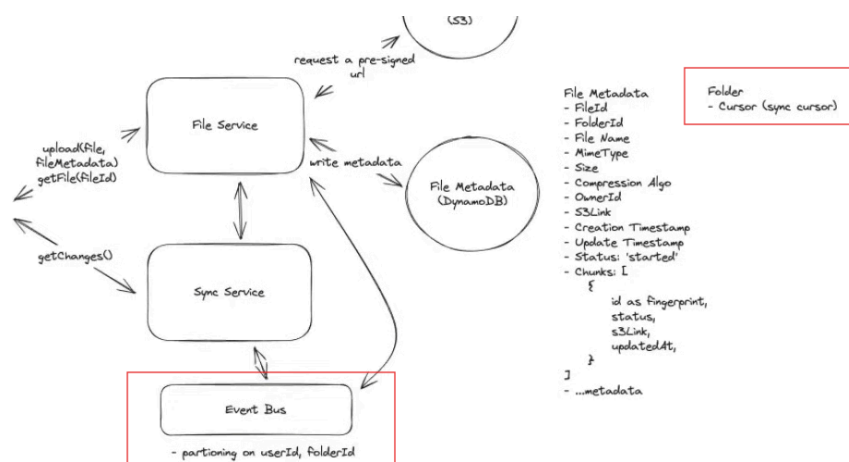 (S3)
request a pre-signed
url
File Service
upload(file,
fileMetadata)
getFile(fileId)
write metadata
File Metadata
(DynamoDB)
getChanges()
Sync Service
Event Bus
- partioning on userId, folderId
File Metadata
- FileId
- FolderId
- File Name
- MimeType
- Size
- Compression Algo
- OwnerId
- S3Link
- Creation Timestamp
- Update Timestamp
- Status: 'started'
- Chunks: [
{
id as fingerprint,
status,
s3Link,
updatedAt,
}
]
- ...metadata
Folder
- Cursor (sync cursor)